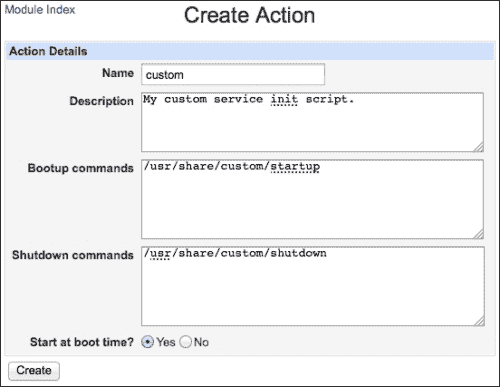 Module Index
Create Action
Action Details
Name custom
Description My custom service init script.
Bootup commands /usr/share/custom/startup
Shutdown commands /usr/share/custom/shutdown
Start at boot time? Yes No
Create